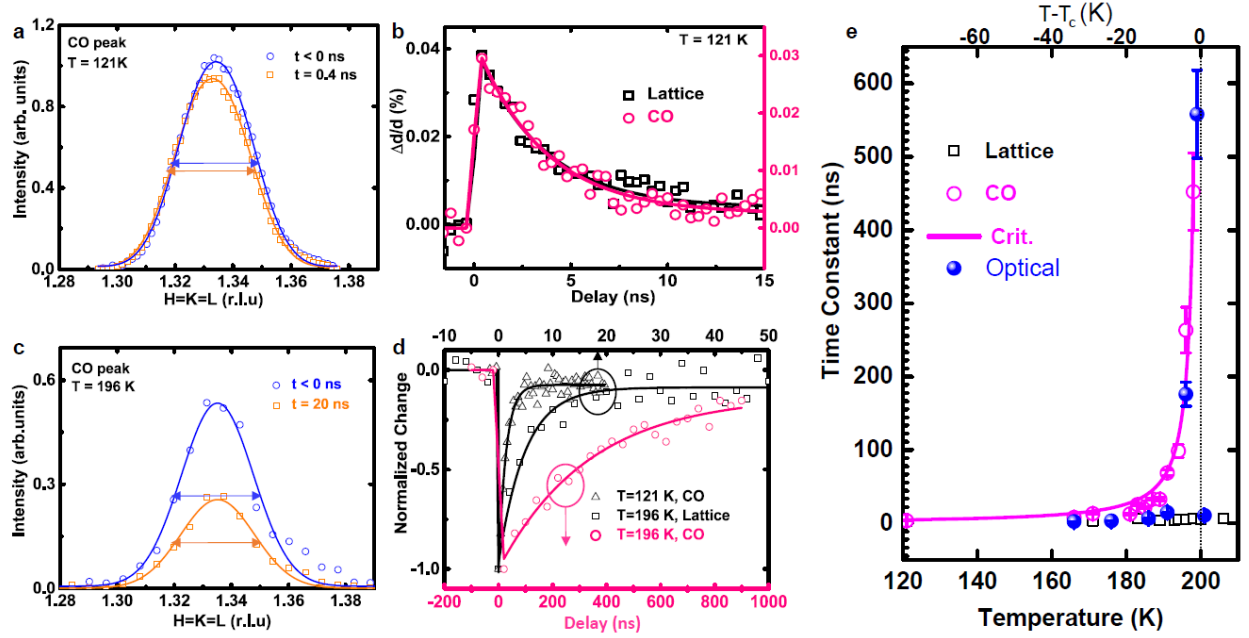 a
CO peak
T = 121K
t < 0 ns
t = 0.4 ns
Intensity (arb. units)
1.2
0.9
0.6
0.3
0.0
1.28 1.30 1.32 1.34 1.36 1.38
H=K=L (r.l.u)
b
T = 121 K
Lattice
CO
Δd/d (%)
0.04
0.02
0.00
0.03
0.02
0.01
0.00
0 5 10 15
Delay (ns)
c
CO peak
T = 196 K
t < 0 ns
t = 20 ns
Intensity (arb.units)
0.6
0.3
0.0
1.28 1.30 1.32 1.34 1.36 1.38
H=K=L (r.l.u)
-10 0 10 20 30 40 50
d
Normalized Change
0.0
-0.5
-1.0
T=121 K, CO
T=196 K, Lattice
T=196 K, CO
-200 0 200 400 600 800 1000
Delay (ns)
e
T-Tc (K)
-60 -40 -20 0
Time Constant (ns)
600
500
400
300
200
100
0
Lattice
CO
Crit.
Optical
120 140 160 180 200
Temperature (K)